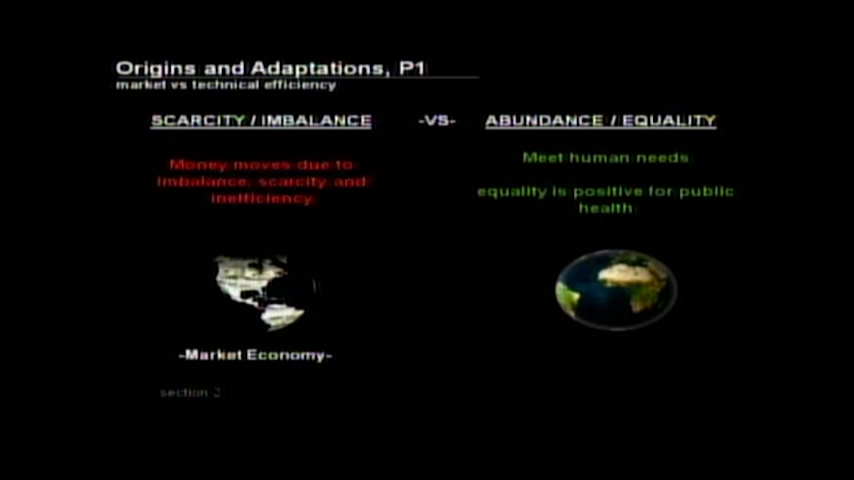 Origins and Adaptations, P1
market vs technical efficiency
SCARCITY / IMBALANCE -VS- ABUNDANCE / EQUALITY
Money moves due to
imbalance, scarcity and
inefficiency
Meet human needs
equality is positive for public
health
-Market Economy-
section 2